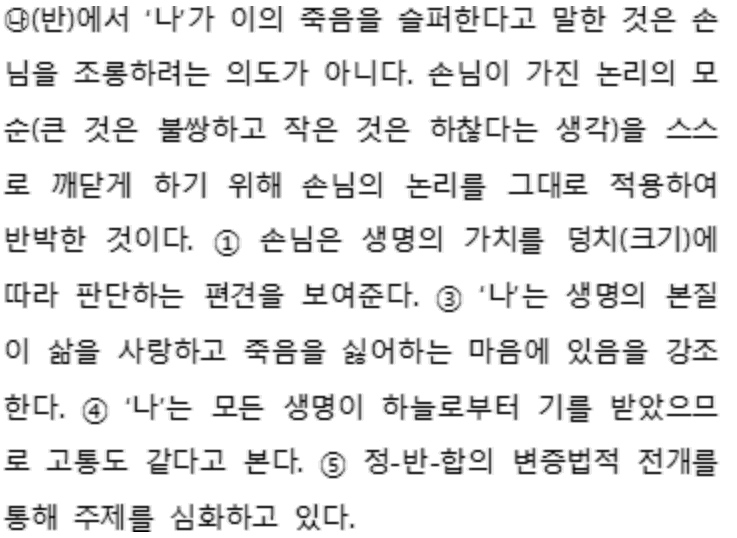 ㉯(반)에서 ‘나’가 이의 죽음을 슬퍼한다고 말한 것은 손
님을 조롱하려는 의도가 아니다. 손님이 가진 논리의 모
순(큰 것은 불쌍하고 작은 것은 하찮다는 생각)을 스스
로 깨닫게 하기 위해 손님의 논리를 그대로 적용하여
반박한 것이다. ① 손님은 생명의 가치를 덩치(크기)에
따라 판단하는 편견을 보여준다. ③ ‘나’는 생명의 본질
이 삶을 사랑하고 죽음을 싫어하는 마음에 있음을 강조
한다. ④ ‘나’는 모든 생명이 하늘로부터 기를 받았으므
로 고통도 같다고 본다. ⑤ 정-반-합의 변증법적 전개를
통해 주제를 심화하고 있다.